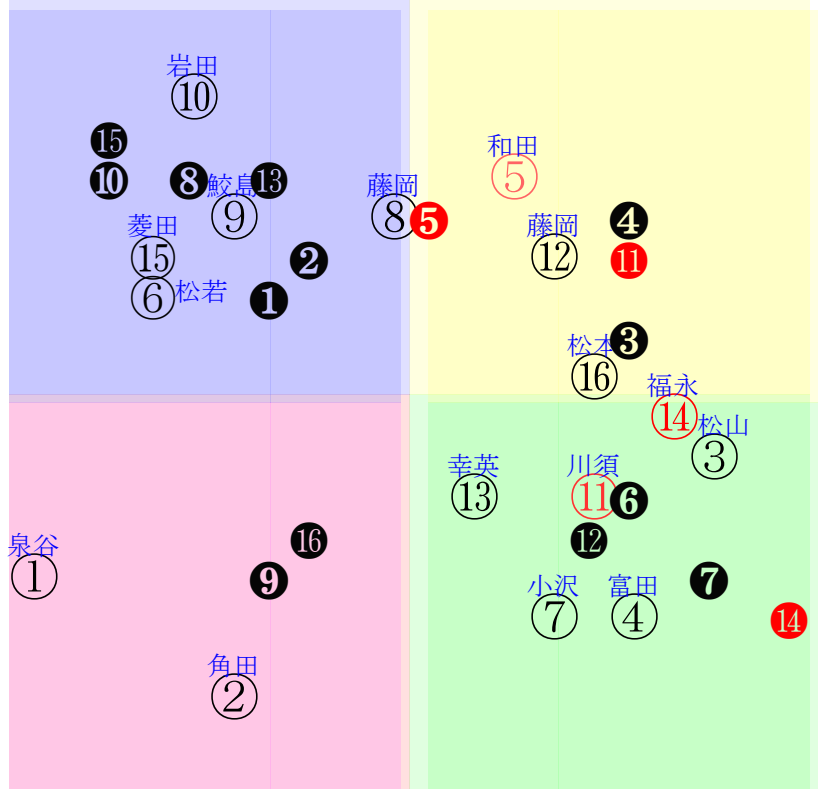 岩田
⑩
⓯
和田
❿ ❽ 鮫島 ⓭ 藤岡 ⑤
⑨ ⑧ ❺ ❹
菱田 藤岡
⑮ ❷ ⑫ ⓫
⑥ 松若 ❶
松本 ❸
⑯ 福永
⑭ 松山
③
幸英 川須
⑬ ⑪ ❻
泉谷 ⓰ ⓬
① ❾ 小沢 富田 ❼
⑦ ④ ⓮
角田
②